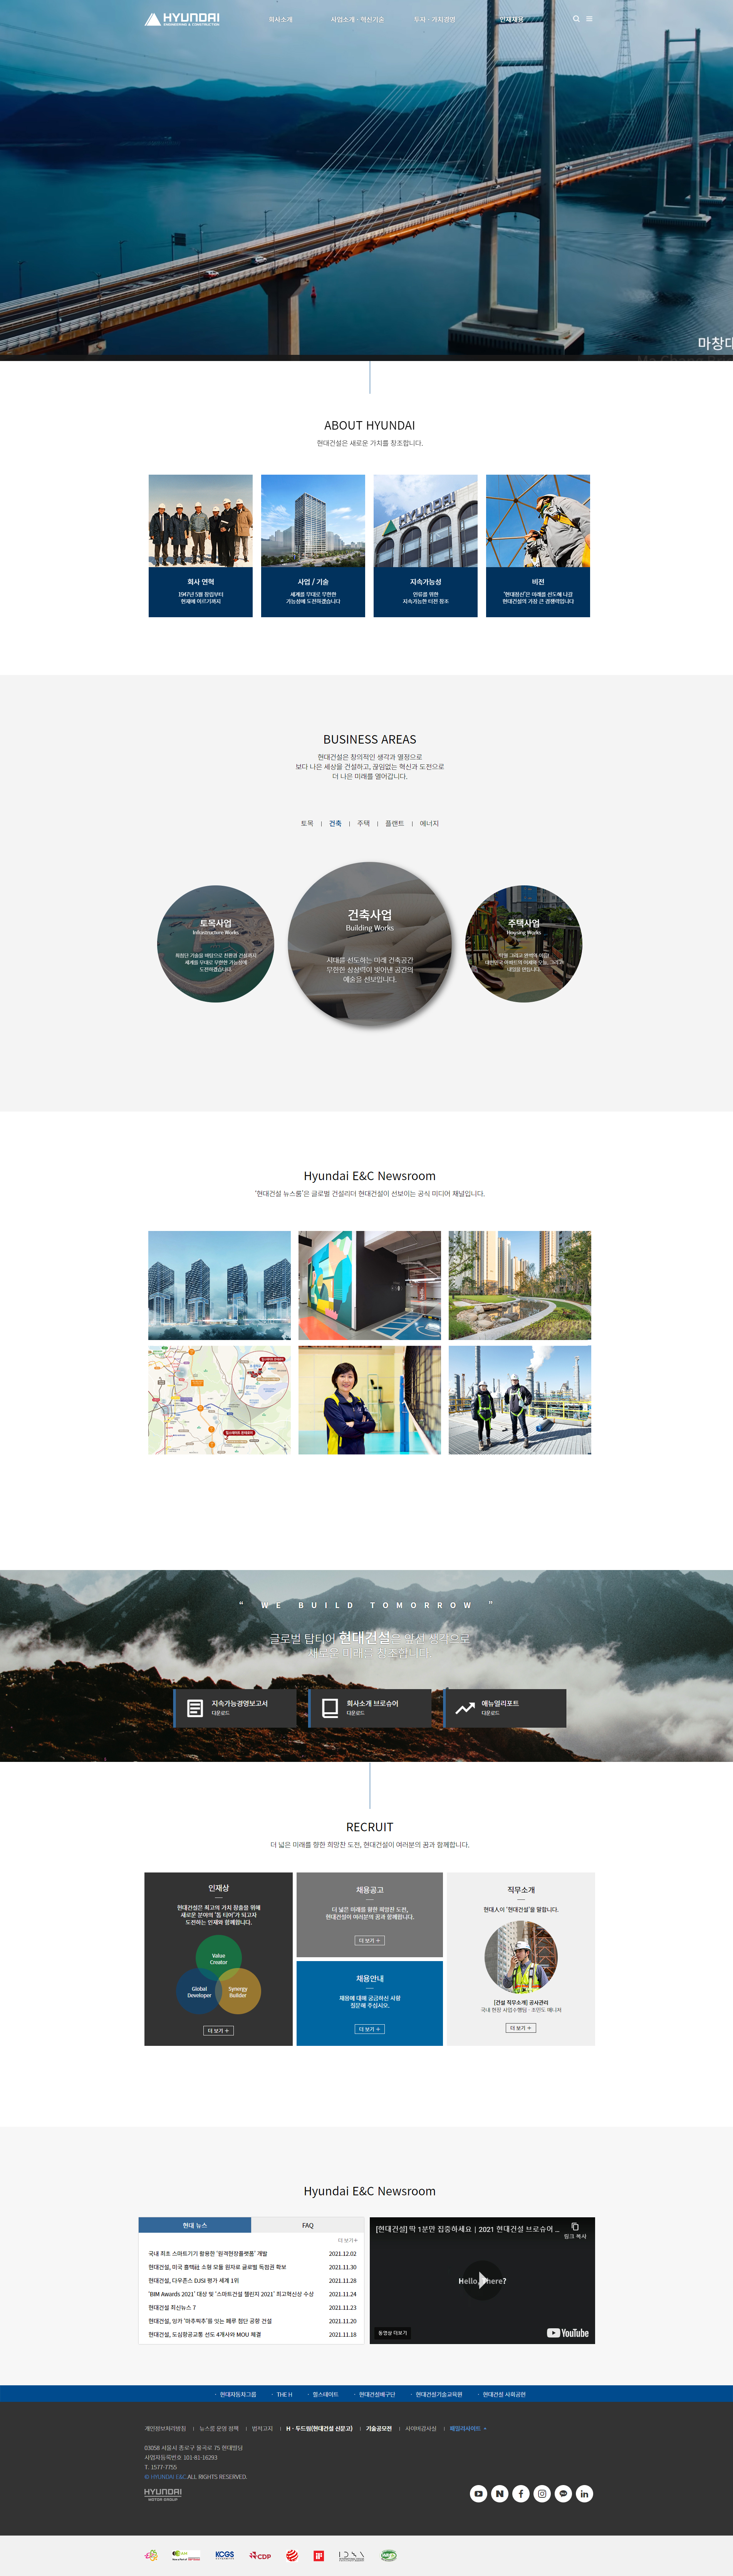 HYUNDAI
ENGINEERING & CONSTRUCTION
회사소개
사업소개 · 혁신기술
투자 · 가치경영
인재채용
마창대
ABOUT HYUNDAI
현대건설은 새로운 가치를 창조합니다.
HYUNDAI
회사 연혁
1947년 5월 창립부터
현재에 이르기까지
사업 / 기술
세계를 무대로 무한한
가능성에 도전하겠습니다
지속가능성
인류를 위한
지속가능한 터전 창조
비전
'현대정신'은 미래를 선도해 나갈
현대건설의 가장 큰 경쟁력입니다
BUSINESS AREAS
현대건설은 창의적인 생각과 열정으로
보다 나은 세상을 건설하고, 끊임없는 혁신과 도전으로
더 나은 미래를 열어갑니다.
토목 | 건축 | 주택 | 플랜트 | 에너지
토목사업
Infrastructure Works
최첨단 기술을 바탕으로 친환경 건설까지
세계를 무대로 무한한 가능성에
도전하겠습니다.
건축사업
Building Works
시대를 선도하는 미래 건축공간
무한한 상상력이 빚어낸 공간의
예술을 선보입니다.
주택사업
Housing Works
대한민국 아파트의 어제와 오늘, 그리고
내일을 만듭니다.
Hyundai E&C Newsroom
'현대건설 뉴스룸'은 글로벌 건설리더 현대건설이 선보이는 공식 미디어 채널입니다.
“ WE BUILD TOMORROW ”
글로벌 탑티어 현대건설은 앞선 생각으로
새로운 미래를 창조합니다.
지속가능경영보고서
다운로드
회사소개 브로슈어
다운로드
애뉴얼리포트
다운로드
RECRUIT
더 넓은 미래를 향한 희망찬 도전, 현대건설이 여러분의 꿈과 함께합니다.
인재상
현대건설은 최고의 가치 창출을 위해
새로운 분야의 '톱 티어'가 되고자
도전하는 인재와 함께합니다.
Value
Creator
Global
Developer
Synergy
Builder
더 보기 +
채용공고
더 넓은 미래를 향한 희망찬 도전,
현대건설이 여러분의 꿈과 함께합니다.
더 보기 +
채용안내
채용에 대해 궁금하신 사항
질문해 주십시오.
더 보기 +
직무소개
현대人이 '현대건설'을 말합니다.
[건설 직무소개] 공사관리
국내 현장 사업수행팀 - 조민도 매니저
더 보기 +
Hyundai E&C Newsroom
현대 뉴스
FAQ
더 보기+
국내 최초 스마트기기 활용한 '원격현장플랫폼' 개발 2021.12.02
현대건설, 미국 홀텍社 소형 모듈 원자로 글로벌 독점권 확보 2021.11.30
현대건설, 다우존스 DJSI 평가 세계 1위 2021.11.28
'BIM Awards 2021' 대상 및 '스마트건설 챌린지 2021' 최고혁신상 수상 2021.11.24
현대건설 최신뉴스 7 2021.11.23
현대건설, 잉카 '마추픽추'를 잇는 페루 첨단 공항 건설 2021.11.20
현대건설, 도심항공교통 선도 4개사와 MOU 체결 2021.11.18
[현대건설] 딱 1분만 집중하세요 | 2021 현대건설 브로슈어 ...
링크 복사
동영상 더보기
YouTube
· 현대자동차그룹 · THE H · 힐스테이트 · 현대건설배구단 · 현대건설기술교육원 · 현대건설 사회공헌
개인정보처리방침 | 뉴스룸 운영 정책 | 법적고지 | H · 두드림(현대건설 신문고) | 기술공모전 | 사이버감사실 | 패밀리사이트
03058 서울시 종로구 율곡로 75 현대빌딩
사업자등록번호 101-81-16293
T. 1577-7755
© HYUNDAI E&C. ALL RIGHTS RESERVED.
HYUNDAI
MOTOR GROUP
KCGS
CDP